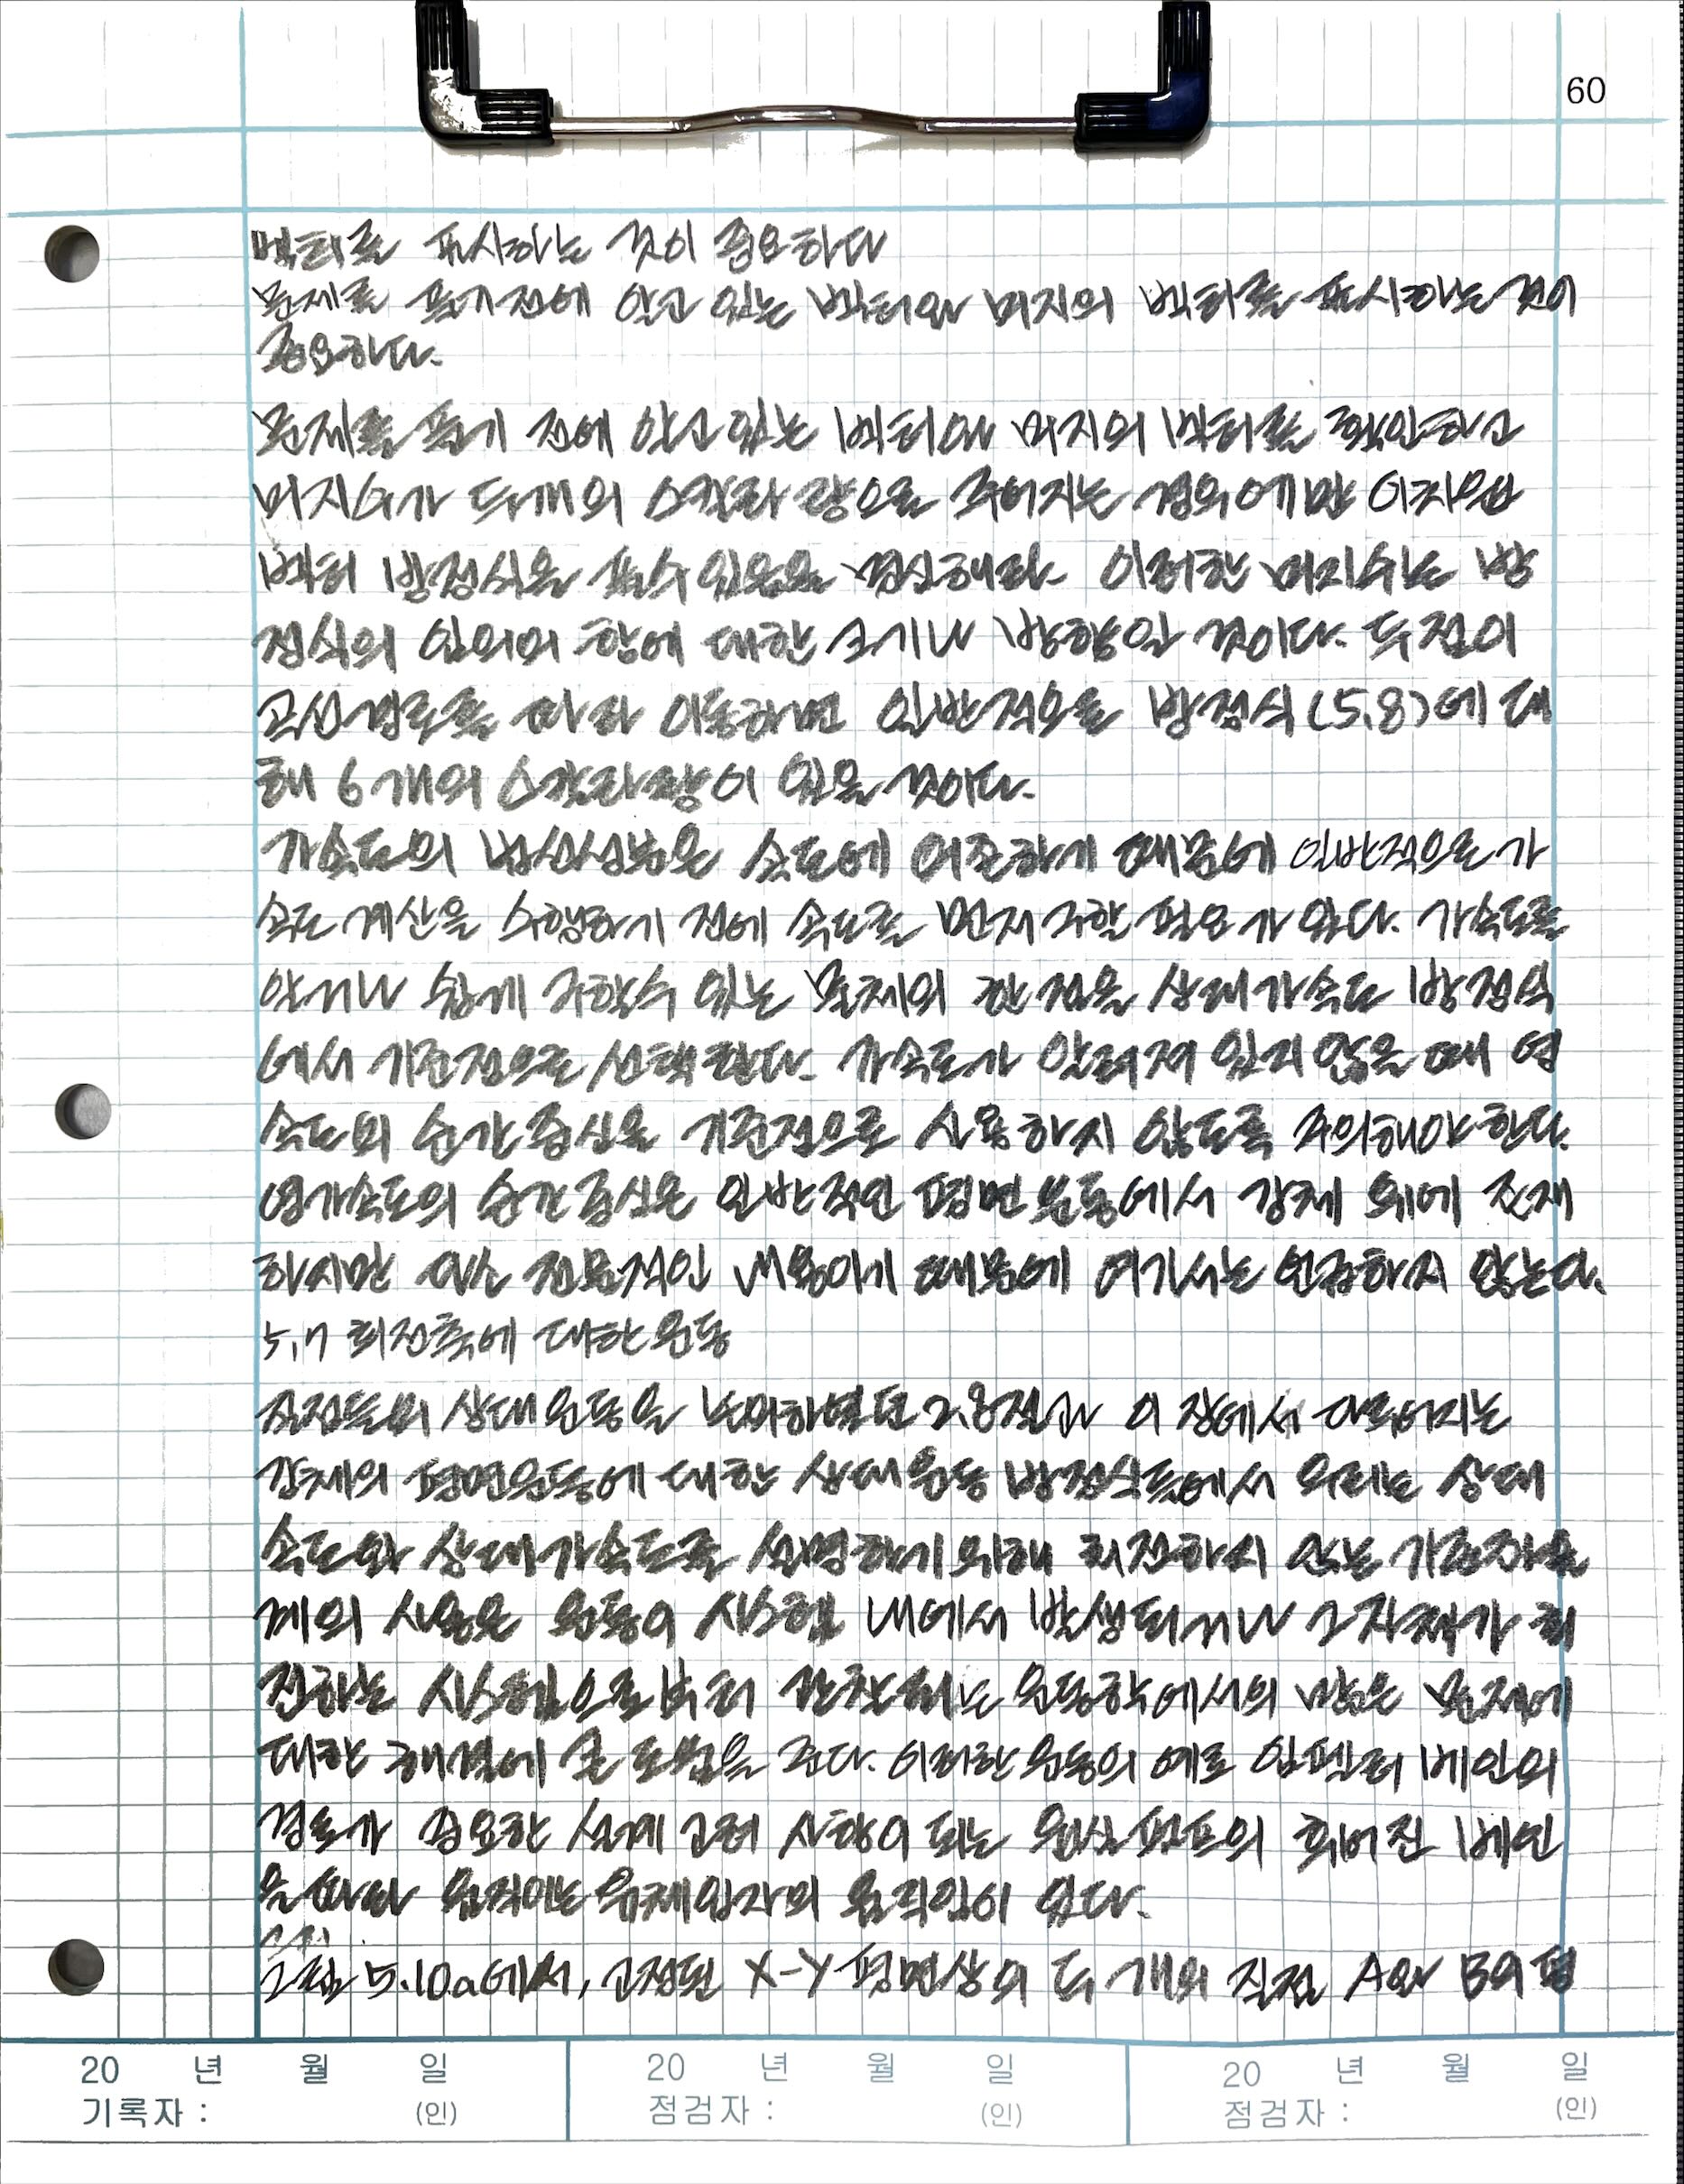 60
벡터를 표시하는 것이 중요하다
문제를 풀기 전에 알고 있는 벡터와 미지의 벡터를 표시하는 것이
중요하다.
문제를 풀기 전에 알고 있는 벡터와 미지의 벡터를 확인하고
미지수가 두개의 스칼라 량으로 주어지는 경우에만 이차원
벡터 방정식을 풀수 있음을 명심해라. 이러한 미지수는 방
정식의 임의의 항에 대한 크기나 방향일 것이다. 두 점이
곡선경로를 따라 이동하면 일반적으로 방정식 (5.8)에 대
해 6개의 스칼라량이 있을 것이다.
가속도의 법선성분은 속도에 의존하기 때문에 일반적으로 가
속도 계산을 수행하기 전에 속도를 먼저 구할 필요가 있다. 가속도를
알거나 쉽게 구할수 있는 물체의 한 점을 상대가속도 방정식
에서 기준점으로 선택한다. 가속도가 알려져 있지 않을 때 영
속도의 순간중심을 기준점으로 사용하지 않도록 주의해야 한다.
영가속도의 순간중심은 일반적인 평면운동에서 강체 위에 존재
하지만 다소 전문적인 내용이기 때문에 여기서는 언급하지 않는다.
5.7 회전축에 대한 운동
질점들의 상대운동을 논의하였던 2.8절과 이 장에서 다루어지는
강체의 평면운동에 대한 상대운동 방정식들에서 우리는 상대
속도와 상대가속도를 설명하기 위해 회전하지 않는 기준좌표
계의 사용은 운동이 시스템 내에서 발생되거나 그 자체가 회
전하는 시스템으로부터 관찰되는 운동학에서의 많은 문제에
대한 해결에 큰 도움을 준다. 이러한 운동의 예로 임펠러 베인의
경로가 중요한 설계 고려 사항이 되는 원심펌프의 휘어진 베인
을 따라 움직이는 유체입자의 움직임이 있다.
그림 5.10a에서, 고정된 X-Y 평면상의 두 개의 질점 A와 B의 평
20 년 월 일 20 년 월 일 20 년 월 일
기록자 : (인) 점검자 : (인) 점검자 : (인)